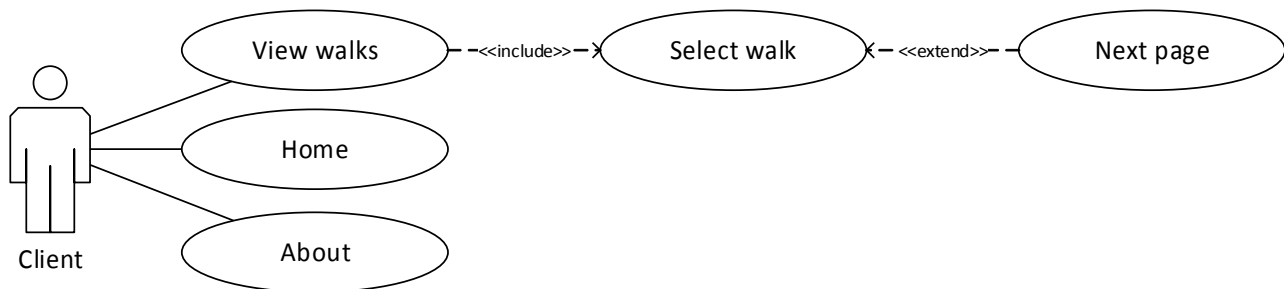 View walks
<<include>>
Select walk
<<extend>>
Next page
Home
About
Client